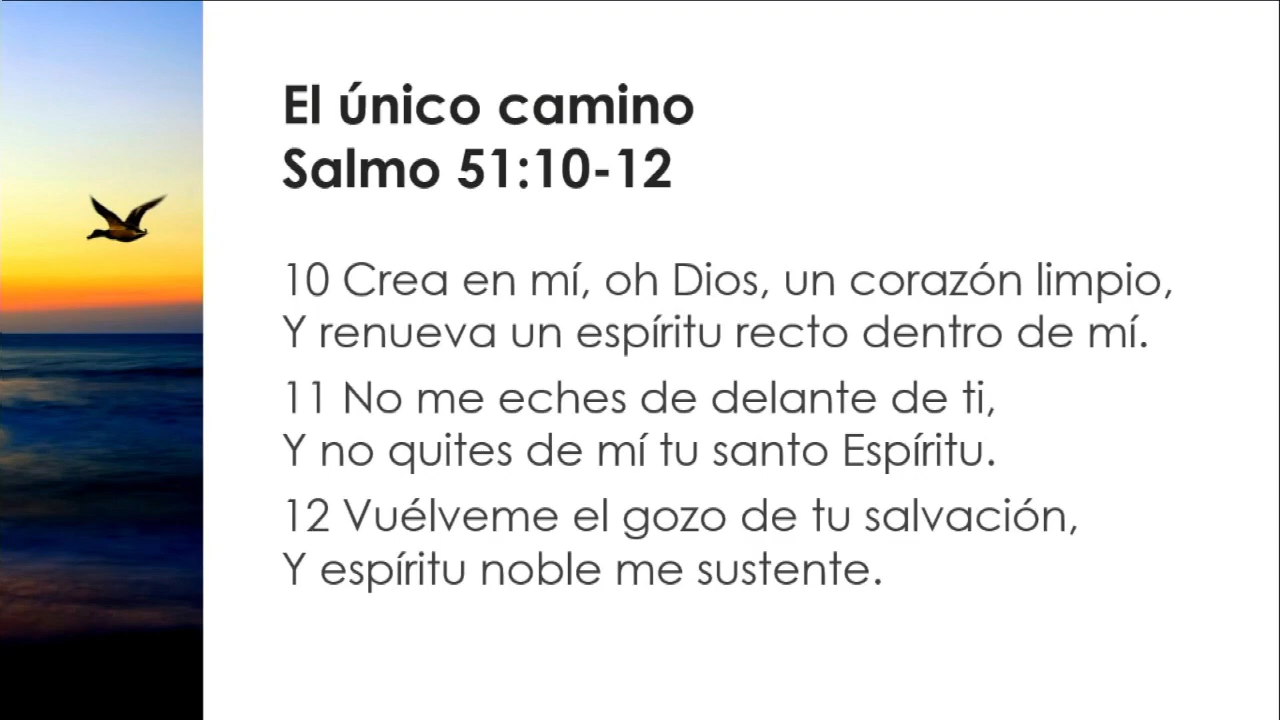 El único camino
Salmo 51:10-12
10 Crea en mí, oh Dios, un corazón limpio,
Y renueva un espíritu recto dentro de mí.
11 No me eches de delante de ti,
Y no quites de mí tu santo Espíritu.
12 Vuélveme el gozo de tu salvación,
Y espíritu noble me sustente.